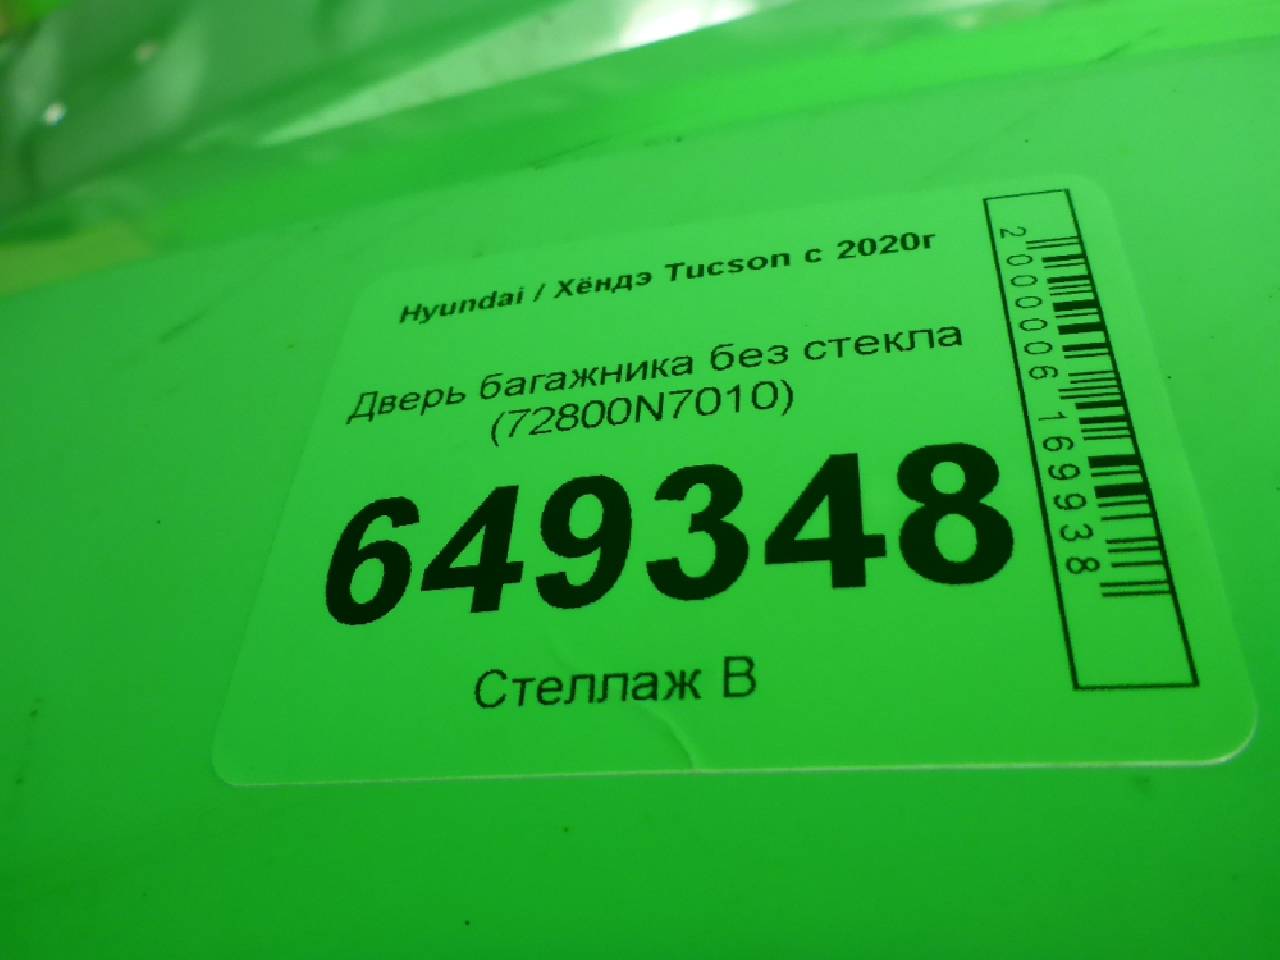 Hyundai / Хёндэ Tucson с 2020г
Дверь багажника без стекла
(72800N7010)
649348
Стеллаж В
2000006169938